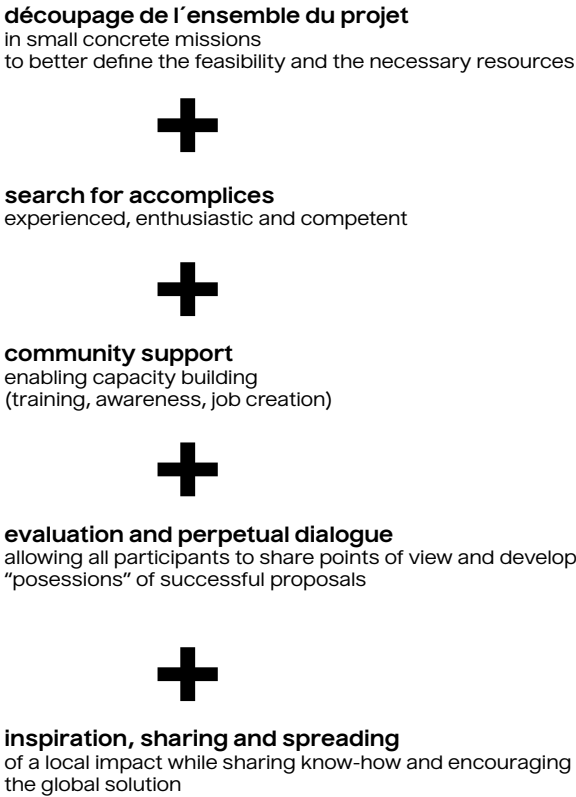 découpage de l´ensemble du projet
in small concrete missions
to better define the feasibility and the necessary resources
+
search for accomplices
experienced, enthusiastic and competent
+
community support
enabling capacity building
(training, awareness, job creation)
+
evaluation and perpetual dialogue
allowing all participants to share points of view and develop
“posessions” of successful proposals
+
inspiration, sharing and spreading
of a local impact while sharing know-how and encouraging
the global solution